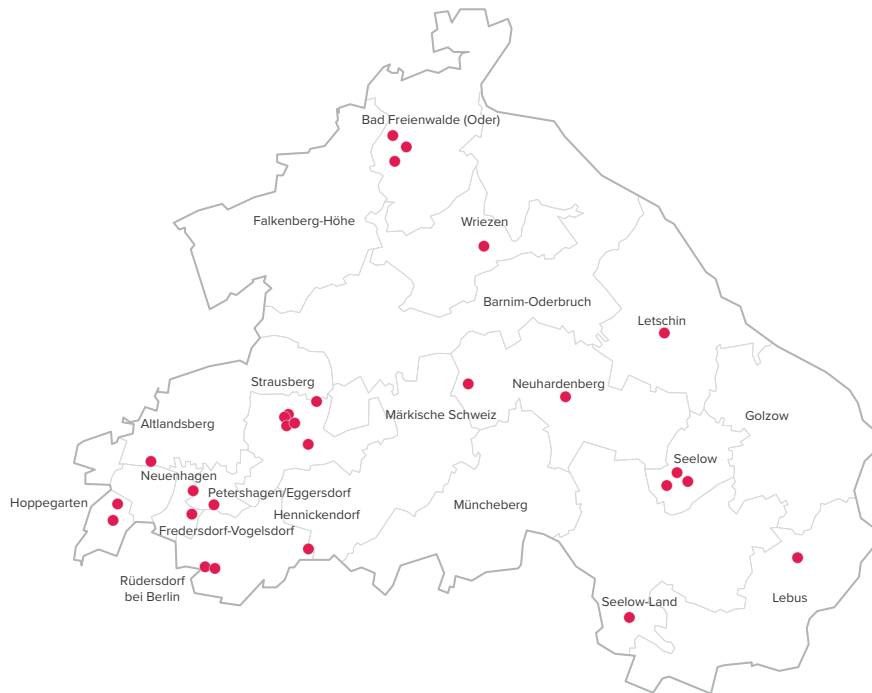 Bad Freienwalde (Oder)
Falkenberg-Höhe
Wriezen
Barnim-Oderbruch
Letschin
Strausberg
Neuhardenberg
Märkische Schweiz
Golzow
Altlandsberg
Seelow
Neuenhagen
Petershagen/Eggersdorf
Hoppegarten
Müncheberg
Hennickendorf
Fredersdorf-Vogelsdorf
Rüdersdorf
bei Berlin
Seelow-Land
Lebus